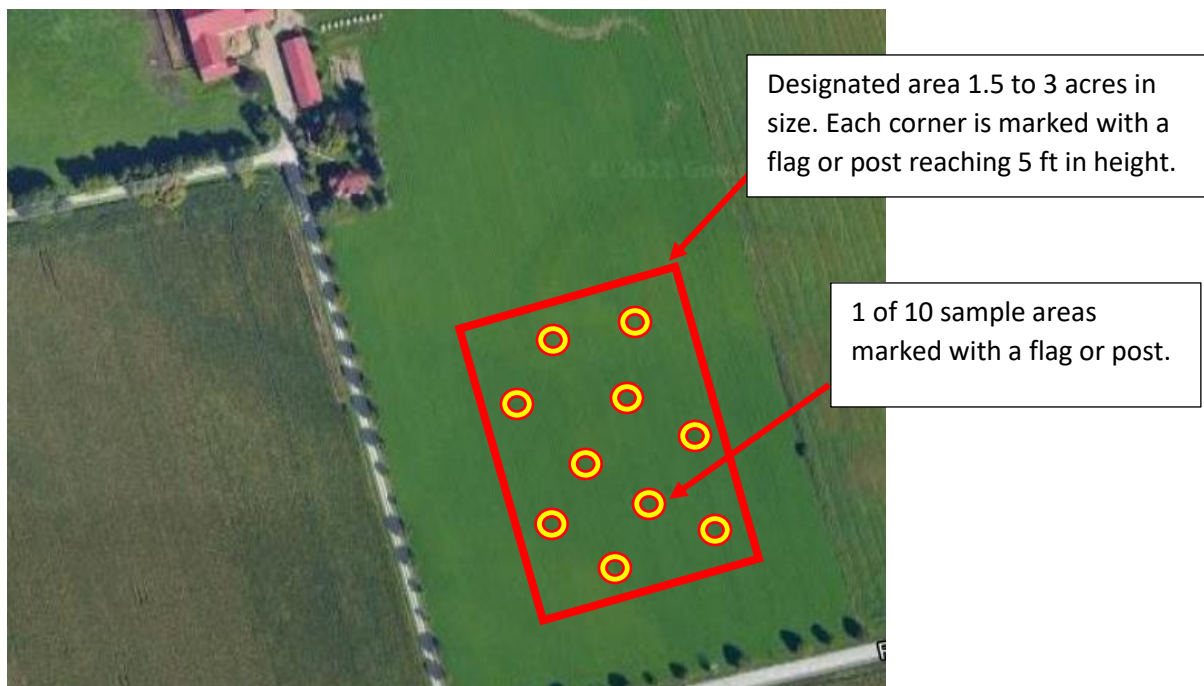 Designated area 1.5 to 3 acres in
size. Each corner is marked with a
flag or post reaching 5 ft in height.
1 of 10 sample areas
marked with a flag or post.